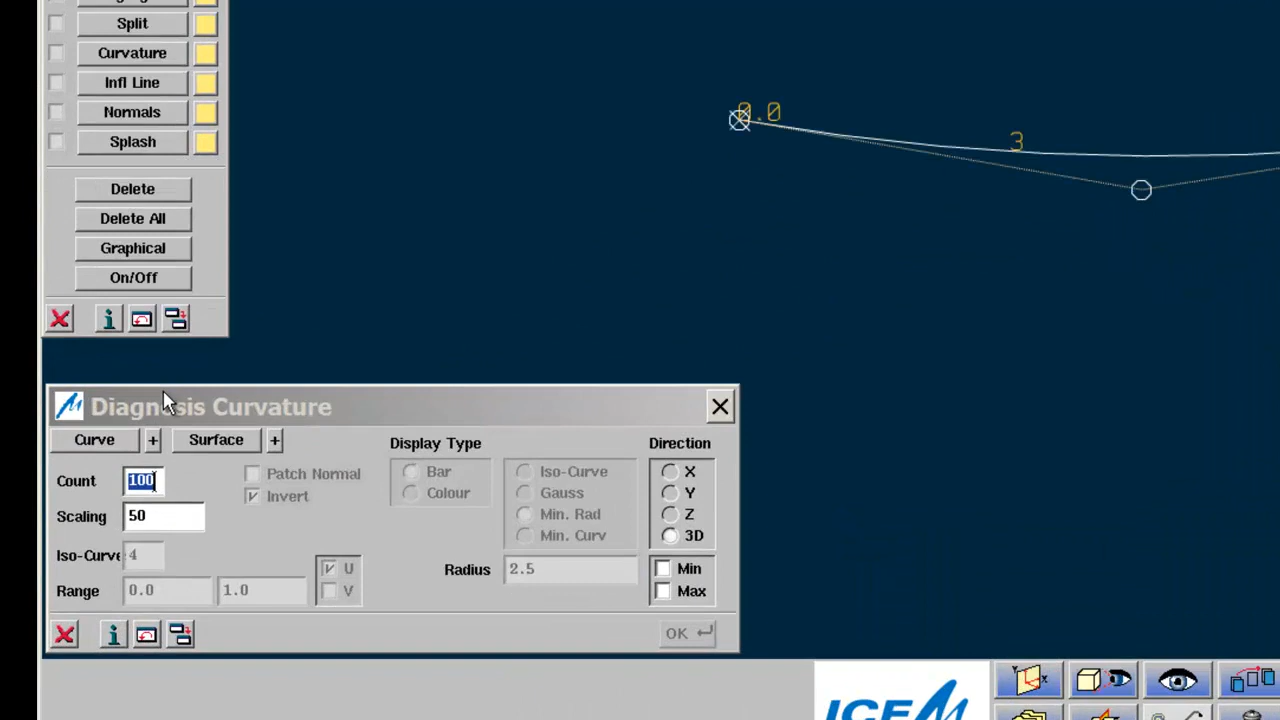 Split
Curvature
Infl Line
Normals
Splash
Delete
Delete All
Graphical
On/Off
0.0
3
Diagnosis Curvature
Curve + Surface +
Display Type
Direction
Count 100
Patch Normal
Invert
Scaling 50
Bar
Colour
Iso-Curve
Gauss
Min. Rad
Min. Curv
X
Y
Z
3D
Iso-Curve 4
Range 0.0 1.0
U
V
Radius 2.5
Min
Max
OK
ICEM